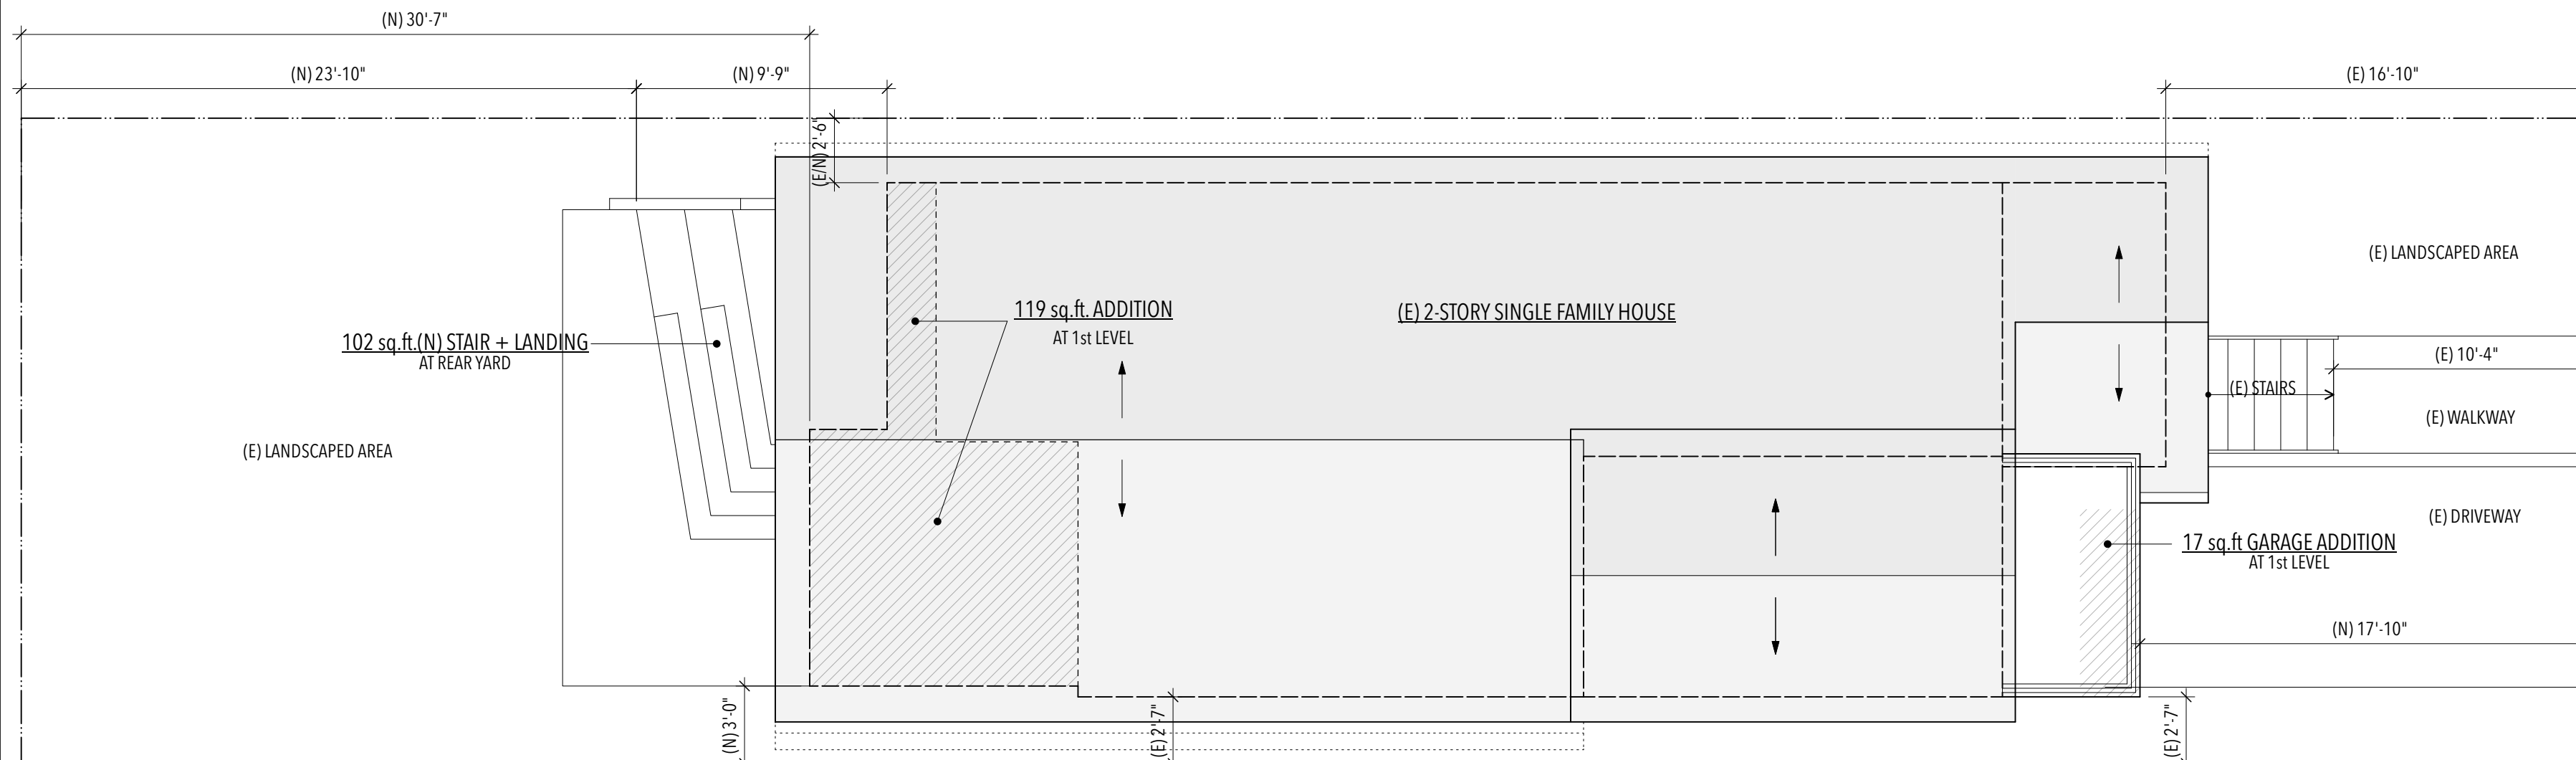 (N) 30'-7"
(N) 23'-10"
(N) 9'-9"
(E) 16'-10"
(E/N) 2'-6"
(E) LANDSCAPED AREA
119 sq.ft. ADDITION
AT 1st LEVEL
(E) 2-STORY SINGLE FAMILY HOUSE
102 sq.ft.(N) STAIR + LANDING
AT REAR YARD
(E) 10'-4"
(E) STAIRS
(E) WALKWAY
(E) LANDSCAPED AREA
(E) DRIVEWAY
17 sq.ft GARAGE ADDITION
AT 1st LEVEL
(N) 17'-10"
(N) 3'-0"
(E) 2'-7"
(E) 2'-7"